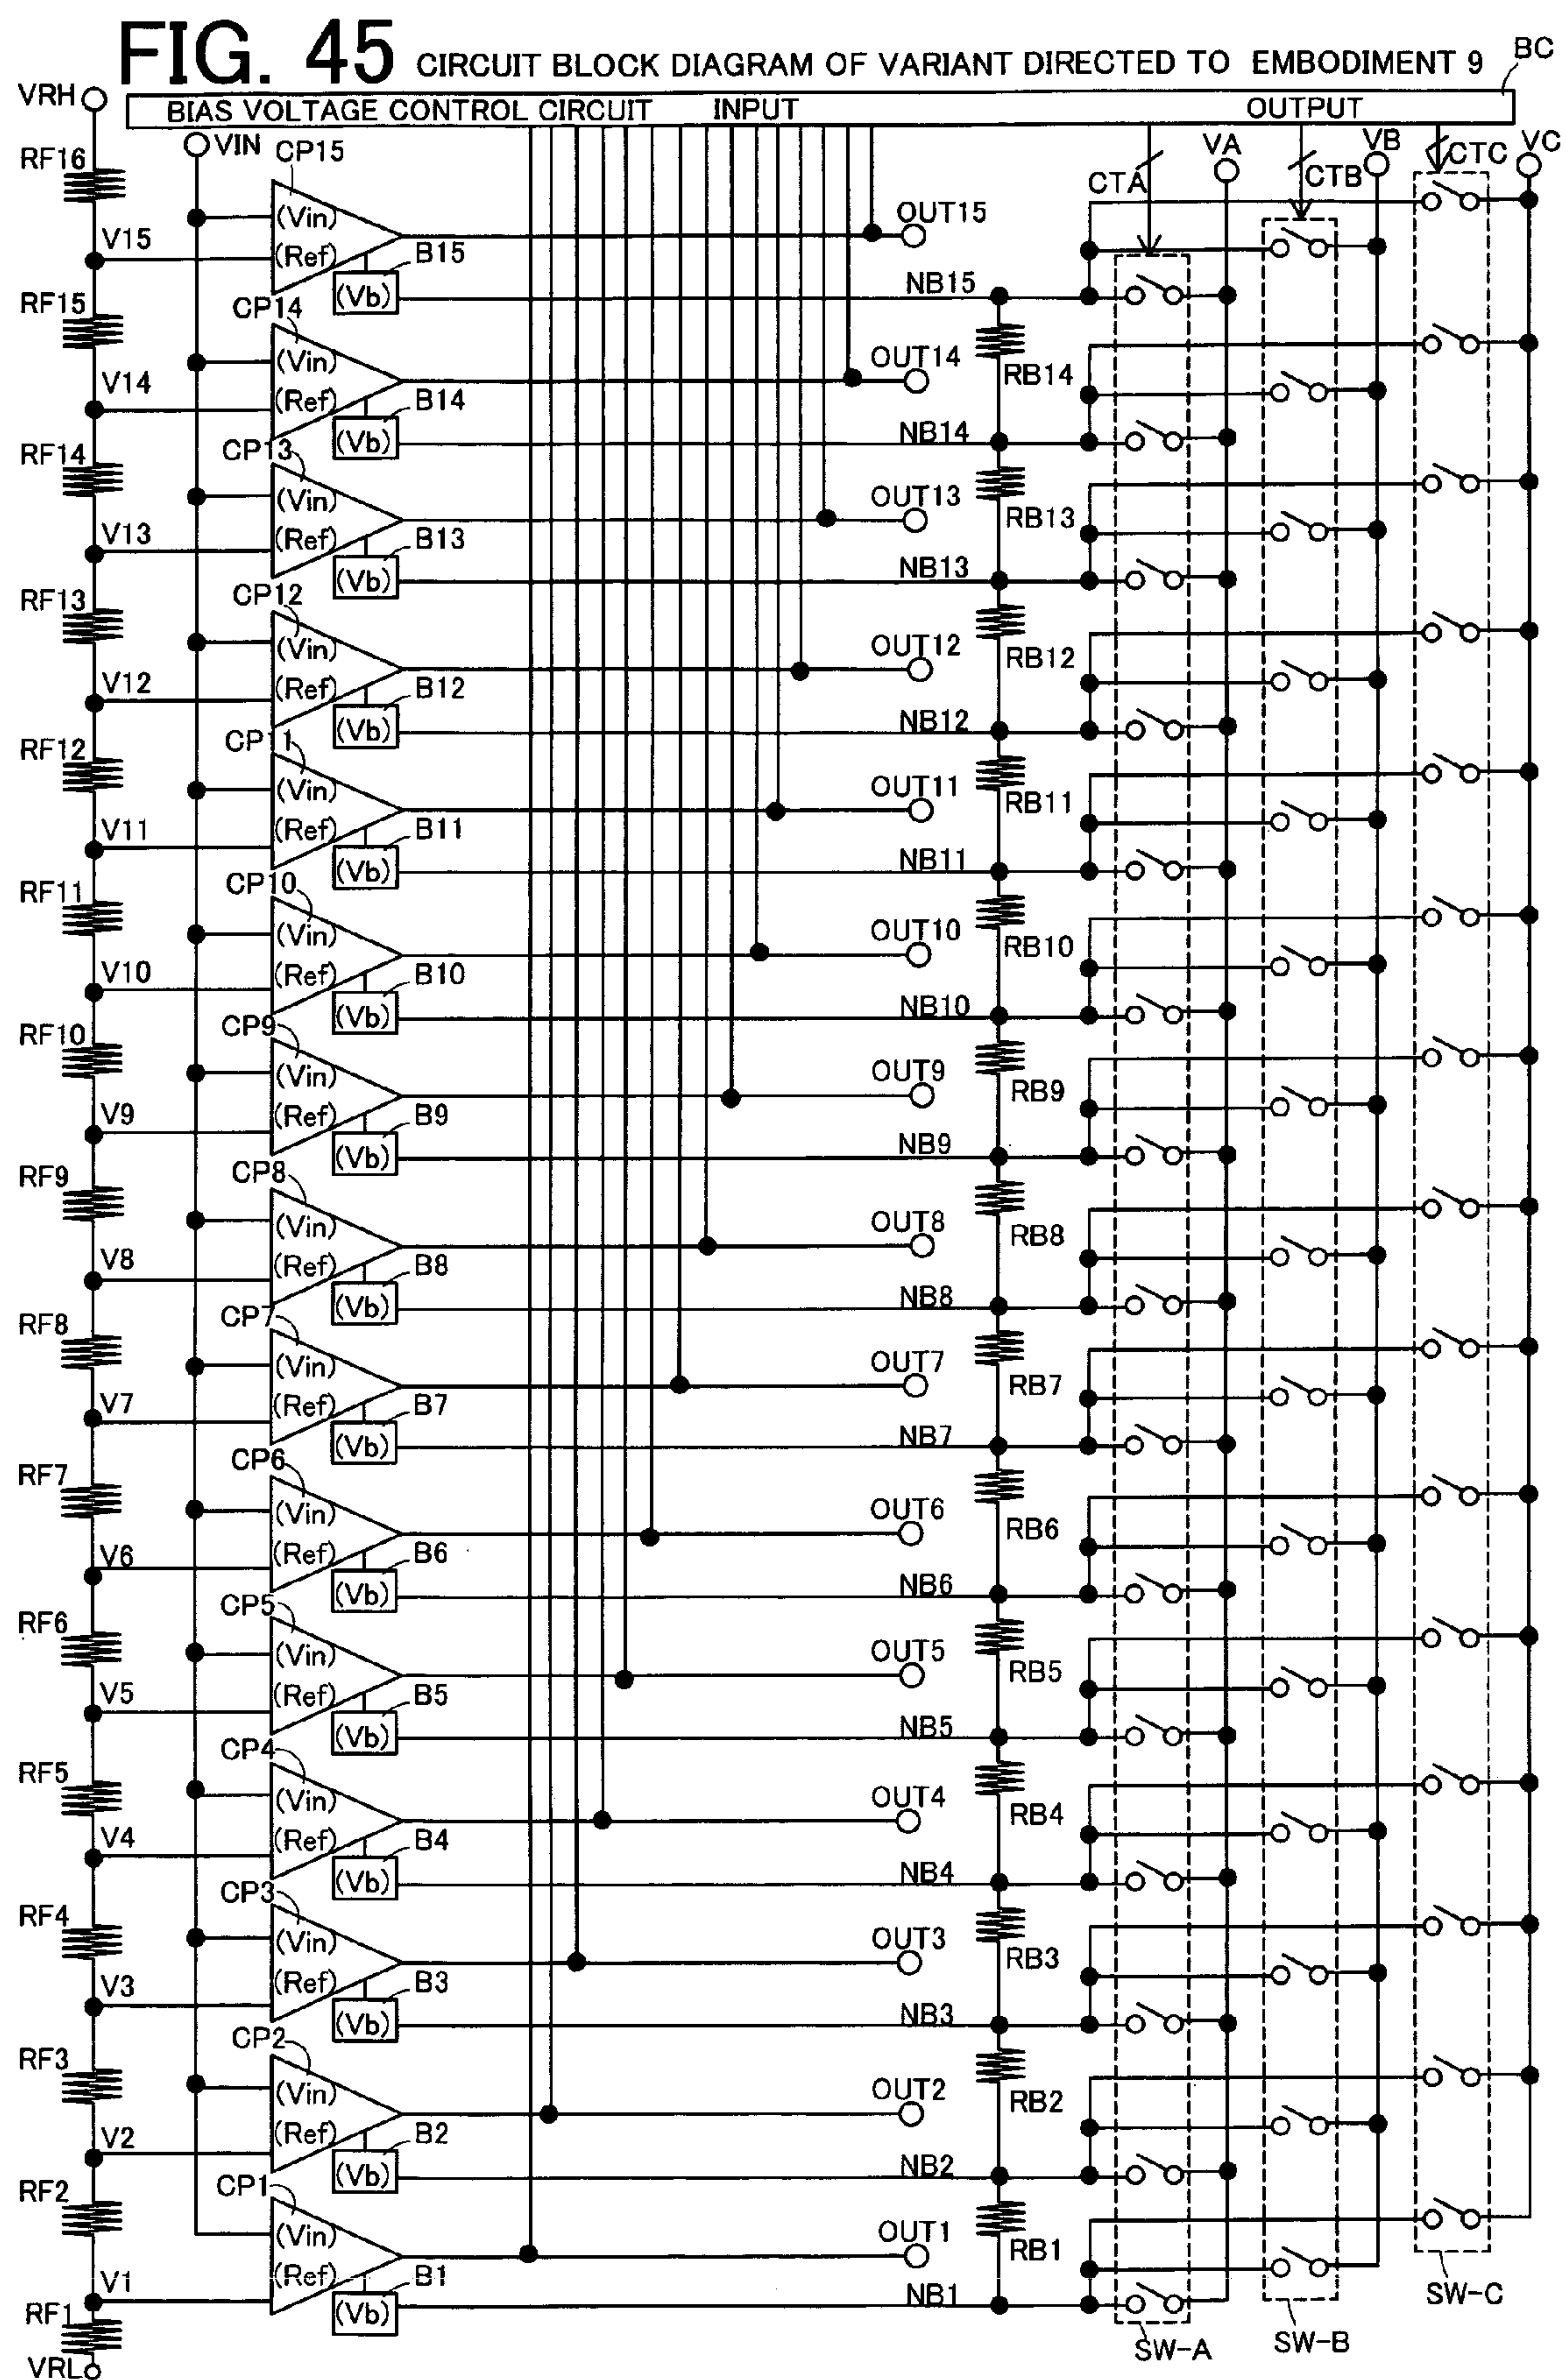 FIG. 45 CIRCUIT BLOCK DIAGRAM OF VARIANT DIRECTED TO EMBODIMENT 9
BC
VRH
BIAS VOLTAGE CONTROL CIRCUIT INPUT OUTPUT
VIN
CP15
VA
VB
CTC
VC
RF16
CTA
CTB
(Vin)
OUT15
V15
(Ref)
B15
(Vb)
NB15
RF15
CP14
(Vin)
OUT14
RB14
V14
(Ref)
B14
(Vb)
NB14
RF14
CP13
(Vin)
OUT13
RB13
V13
(Ref)
B13
(Vb)
NB13
RF13
CP12
(Vin)
OUT12
RB12
V12
(Ref)
B12
(Vb)
NB12
RF12
CP11
(Vin)
OUT11
RB11
V11
(Ref)
B11
(Vb)
NB11
RF11
CP10
(Vin)
OUT10
RB10
V10
(Ref)
B10
(Vb)
NB10
RF10
CP9
(Vin)
OUT9
RB9
V9
(Ref)
B9
(Vb)
NB9
RF9
CP8
(Vin)
OUT8
RB8
V8
(Ref)
B8
(Vb)
NB8
RF8
CP7
(Vin)
OUT7
RB7
V7
(Ref)
B7
(Vb)
NB7
RF7
CP6
(Vin)
OUT6
RB6
V6
(Ref)
B6
(Vb)
NB6
RF6
CP5
(Vin)
OUT5
RB5
V5
(Ref)
B5
(Vb)
NB5
RF5
CP4
(Vin)
OUT4
RB4
V4
(Ref)
B4
(Vb)
NB4
RF4
CP3
(Vin)
OUT3
RB3
V3
(Ref)
B3
(Vb)
NB3
RF3
CP2
(Vin)
OUT2
RB2
V2
(Ref)
B2
(Vb)
NB2
RF2
CP1
(Vin)
OUT1
RB1
V1
(Ref)
B1
(Vb)
NB1
RF1
SW-C
SW-B
SW-A
VRL